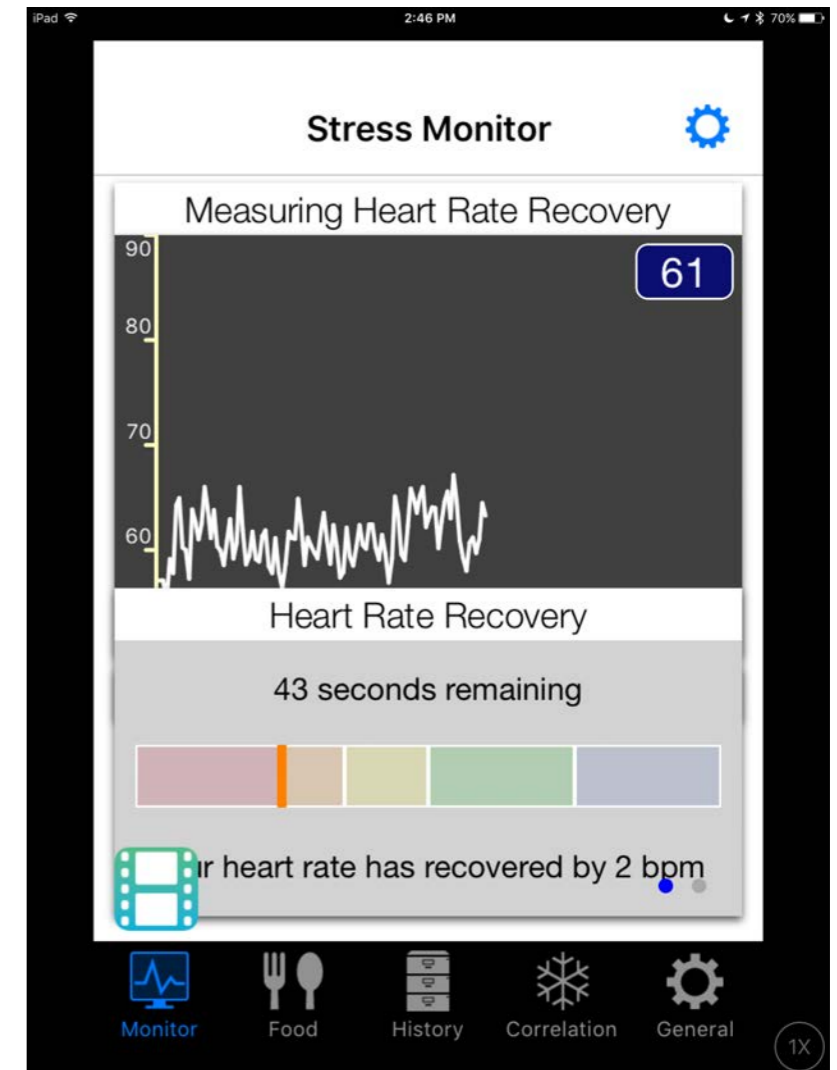 iPad 2:46 PM 70%
Stress Monitor
Measuring Heart Rate Recovery
90
61
80
70
60
Heart Rate Recovery
43 seconds remaining
heart rate has recovered by 2 bpm
Monitor Food History Correlation General
1X